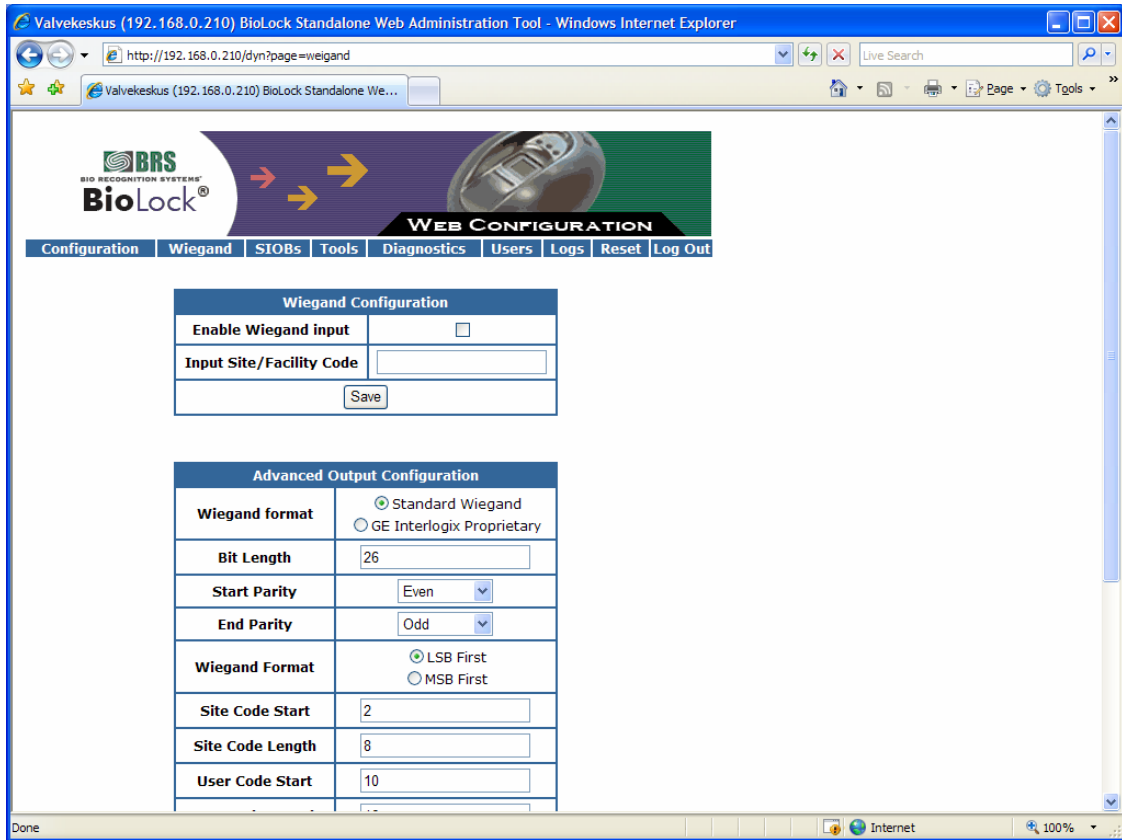 Valvekeskus (192.168.0.210) BioLock Standalone Web Administration Tool - Windows Internet Explorer
http://192.168.0.210/dyn?page=weigand
Live Search
Valvekeskus (192.168.0.210) BioLock Standalone We...
Page
Tools
»
BRS
BIO RECOGNITION SYSTEMS
BioLock®
WEB CONFIGURATION
Configuration Wiegand SIOBs Tools Diagnostics Users Logs Reset Log Out
Wiegand Configuration
Enable Wiegand input
Input Site/Facility Code
Save
Advanced Output Configuration
Wiegand format
Standard Wiegand
GE Interlogix Proprietary
Bit Length 26
Start Parity Even
End Parity Odd
Wiegand Format
LSB First
MSB First
Site Code Start 2
Site Code Length 8
User Code Start 10
Done Internet 100%